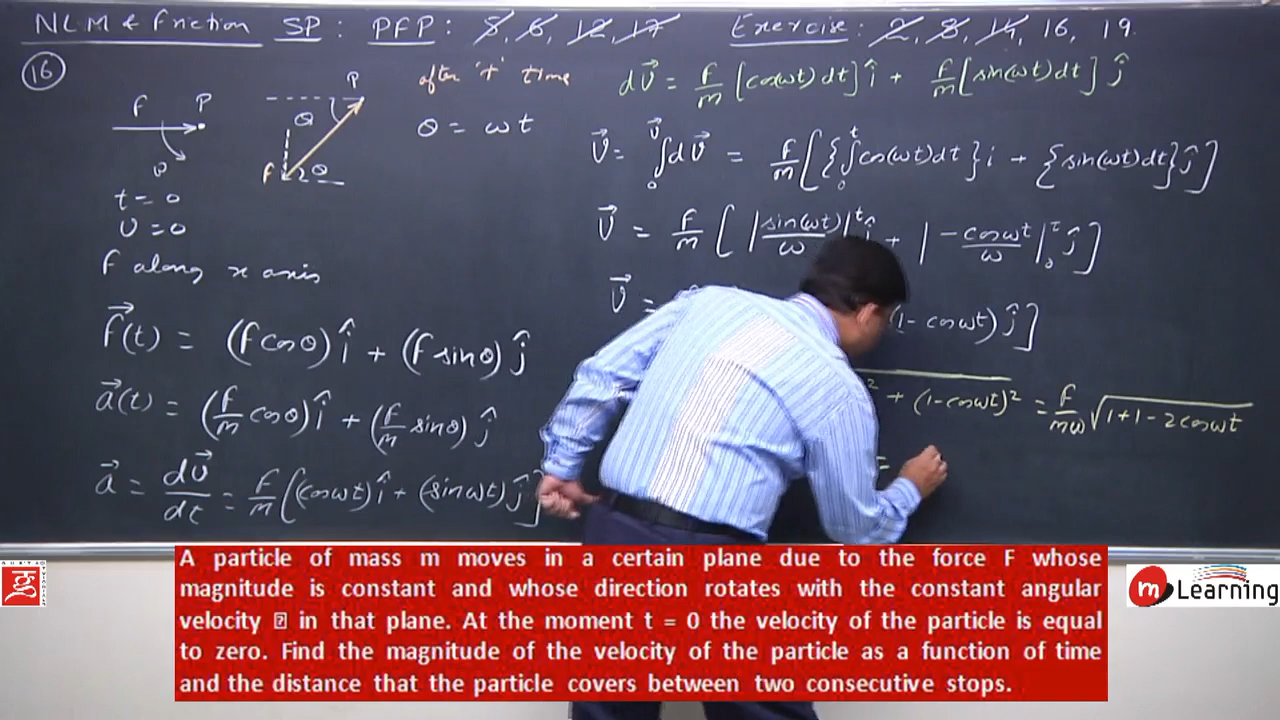 NLM & Friction SP: PFP: 5, 6, 12, 17 Exercise: 2, 8, 14, 16, 19
16
F P
P
θ
F θ
t = 0
v = 0
F along x axis
F⃗(t) = (F cosθ) î + (F sinθ) ĵ
a⃗(t) = (F/m cosθ) î + (F/m sinθ) ĵ
a⃗ = dv⃗/dt = F/m [(cosωt) î + (sinωt) ĵ]
after 't' time
θ = ωt
dv⃗ = F/m [cos(ωt) dt] î + F/m [sin(ωt) dt] ĵ
v⃗ = ∫₀^v⃗ dv⃗ = F/m [{∫₀^t cos(ωt) dt} i + {sin(ωt) dt} ĵ]
v⃗ = F/m [|sin(ωt)/ω|^t î + |-cosωt/ω|₀^t ĵ]
v⃗ = (1 - cosωt) ĵ]
² + (1 - cosωt)² = F/mω √1+1-2cosωt
=
A particle of mass m moves in a certain plane due to the force F whose
magnitude is constant and whose direction rotates with the constant angular
velocity in that plane. At the moment t = 0 the velocity of the particle is equal
to zero. Find the magnitude of the velocity of the particle as a function of time
and the distance that the particle covers between two consecutive stops.
m Learning